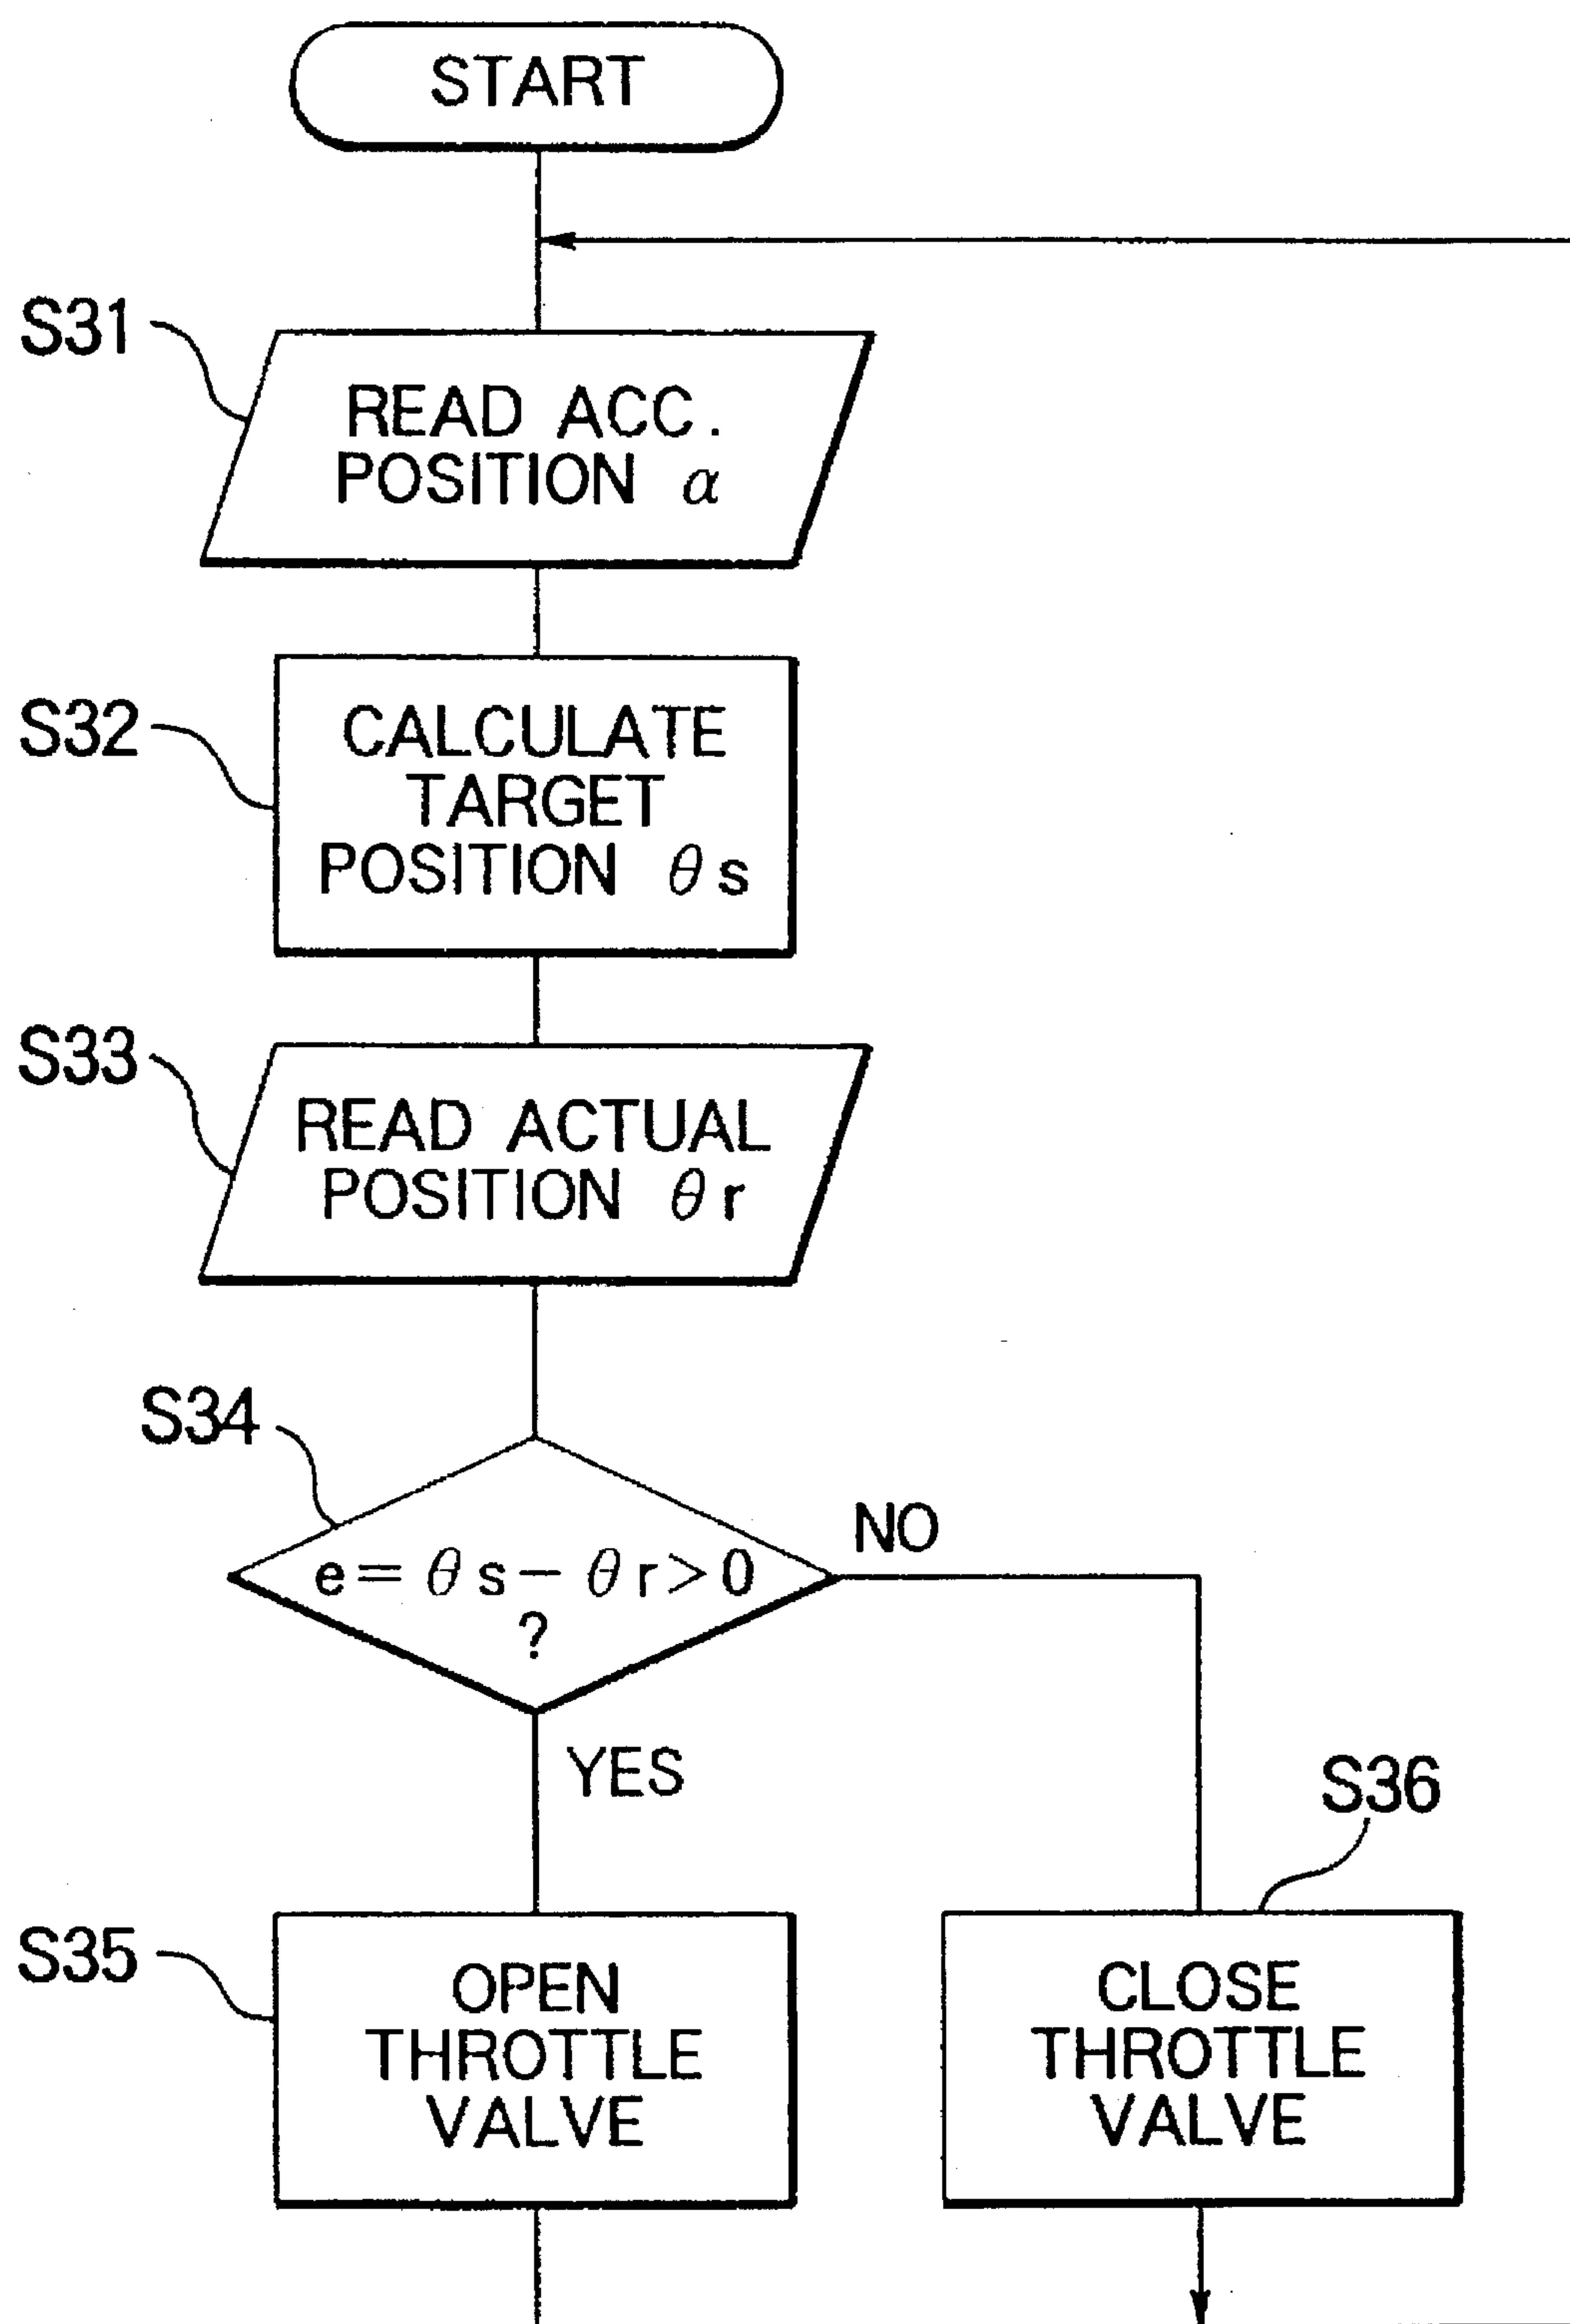 START
S31
READ ACC.
POSITION α
S32
CALCULATE
TARGET
POSITION θs
S33
READ ACTUAL
POSITION θr
S34
e=θs-θr>0
?
NO
YES
S35
OPEN
THROTTLE
VALVE
S36
CLOSE
THROTTLE
VALVE